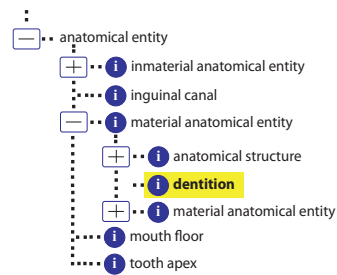 anatomical entity
i inmaterial anatomical entity
i inguinal canal
i material anatomical entity
i anatomical structure
i dentition
i material anatomical entity
i mouth floor
i tooth apex